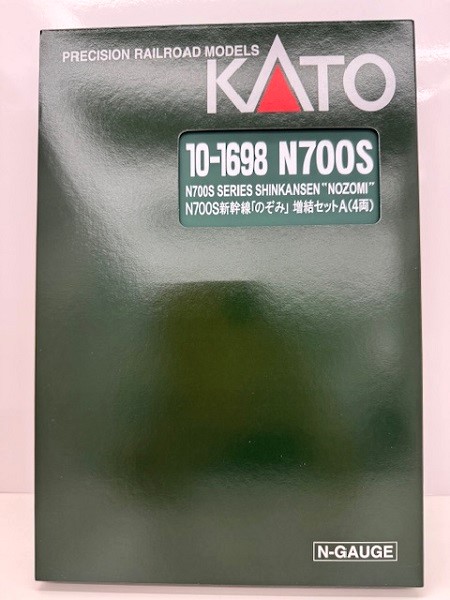 PRECISION RAILROAD MODELS
KATO
10-1698 N700S
N700S SERIES SHINKANSEN "NOZOMI"
N700S新幹線「のぞみ」 増結セットA(4両)
N-GAUGE